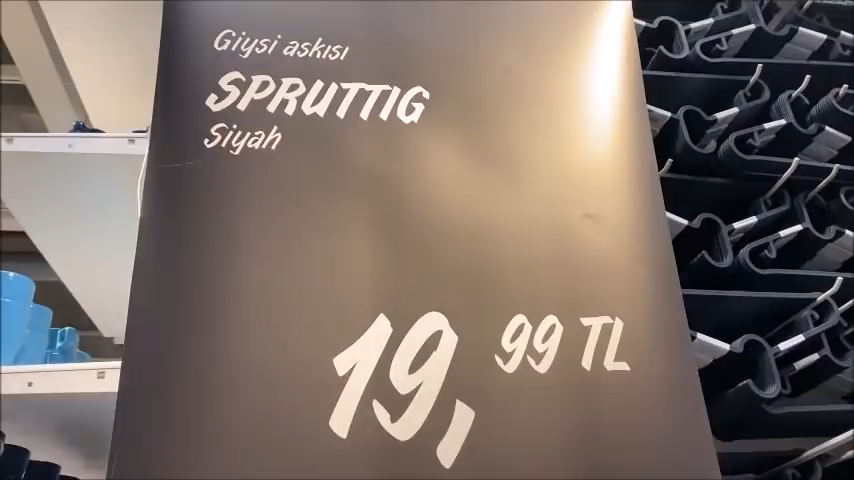 Giysi askısı
SPRUTTIG
Siyah
19,99 TL